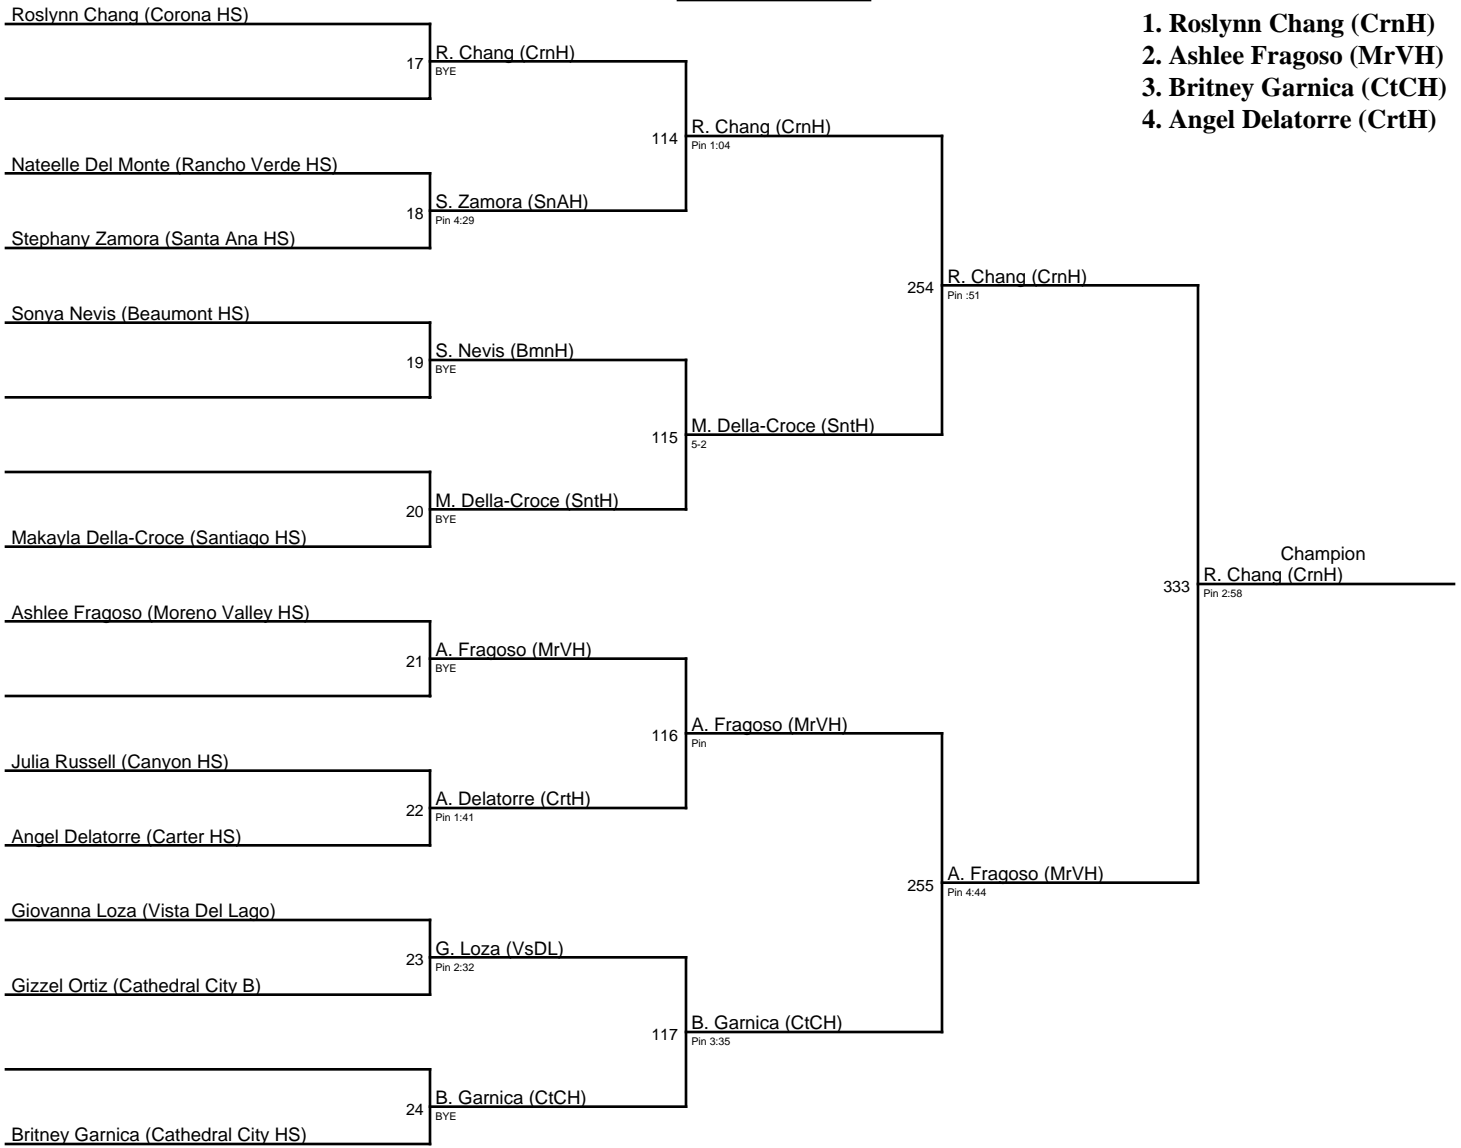 Roslynn Chang (Corona HS)
17
R. Chang (CrnH)
BYE
114
R. Chang (CrnH)
Pin 1:04
Nateelle Del Monte (Rancho Verde HS)
18
S. Zamora (SnAH)
Pin 4:29
Stephany Zamora (Santa Ana HS)
254
R. Chang (CrnH)
Pin :51
Sonya Nevis (Beaumont HS)
19
S. Nevis (BmnH)
BYE
115
M. Della-Croce (SntH)
5-2
20
M. Della-Croce (SntH)
BYE
Makayla Della-Croce (Santiago HS)
333
Champion
R. Chang (CrnH)
Pin 2:58
Ashlee Fragoso (Moreno Valley HS)
21
A. Fragoso (MrVH)
BYE
116
A. Fragoso (MrVH)
Pin
Julia Russell (Canyon HS)
22
A. Delatorre (CrtH)
Pin 1:41
Angel Delatorre (Carter HS)
255
A. Fragoso (MrVH)
Pin 4:44
Giovanna Loza (Vista Del Lago)
23
G. Loza (VsDL)
Pin 2:32
Gizzel Ortiz (Cathedral City B)
117
B. Garnica (CtCH)
Pin 3:35
24
B. Garnica (CtCH)
BYE
Britney Garnica (Cathedral City HS)
1. Roslynn Chang (CrnH)
2. Ashlee Fragoso (MrVH)
3. Britney Garnica (CtCH)
4. Angel Delatorre (CrtH)